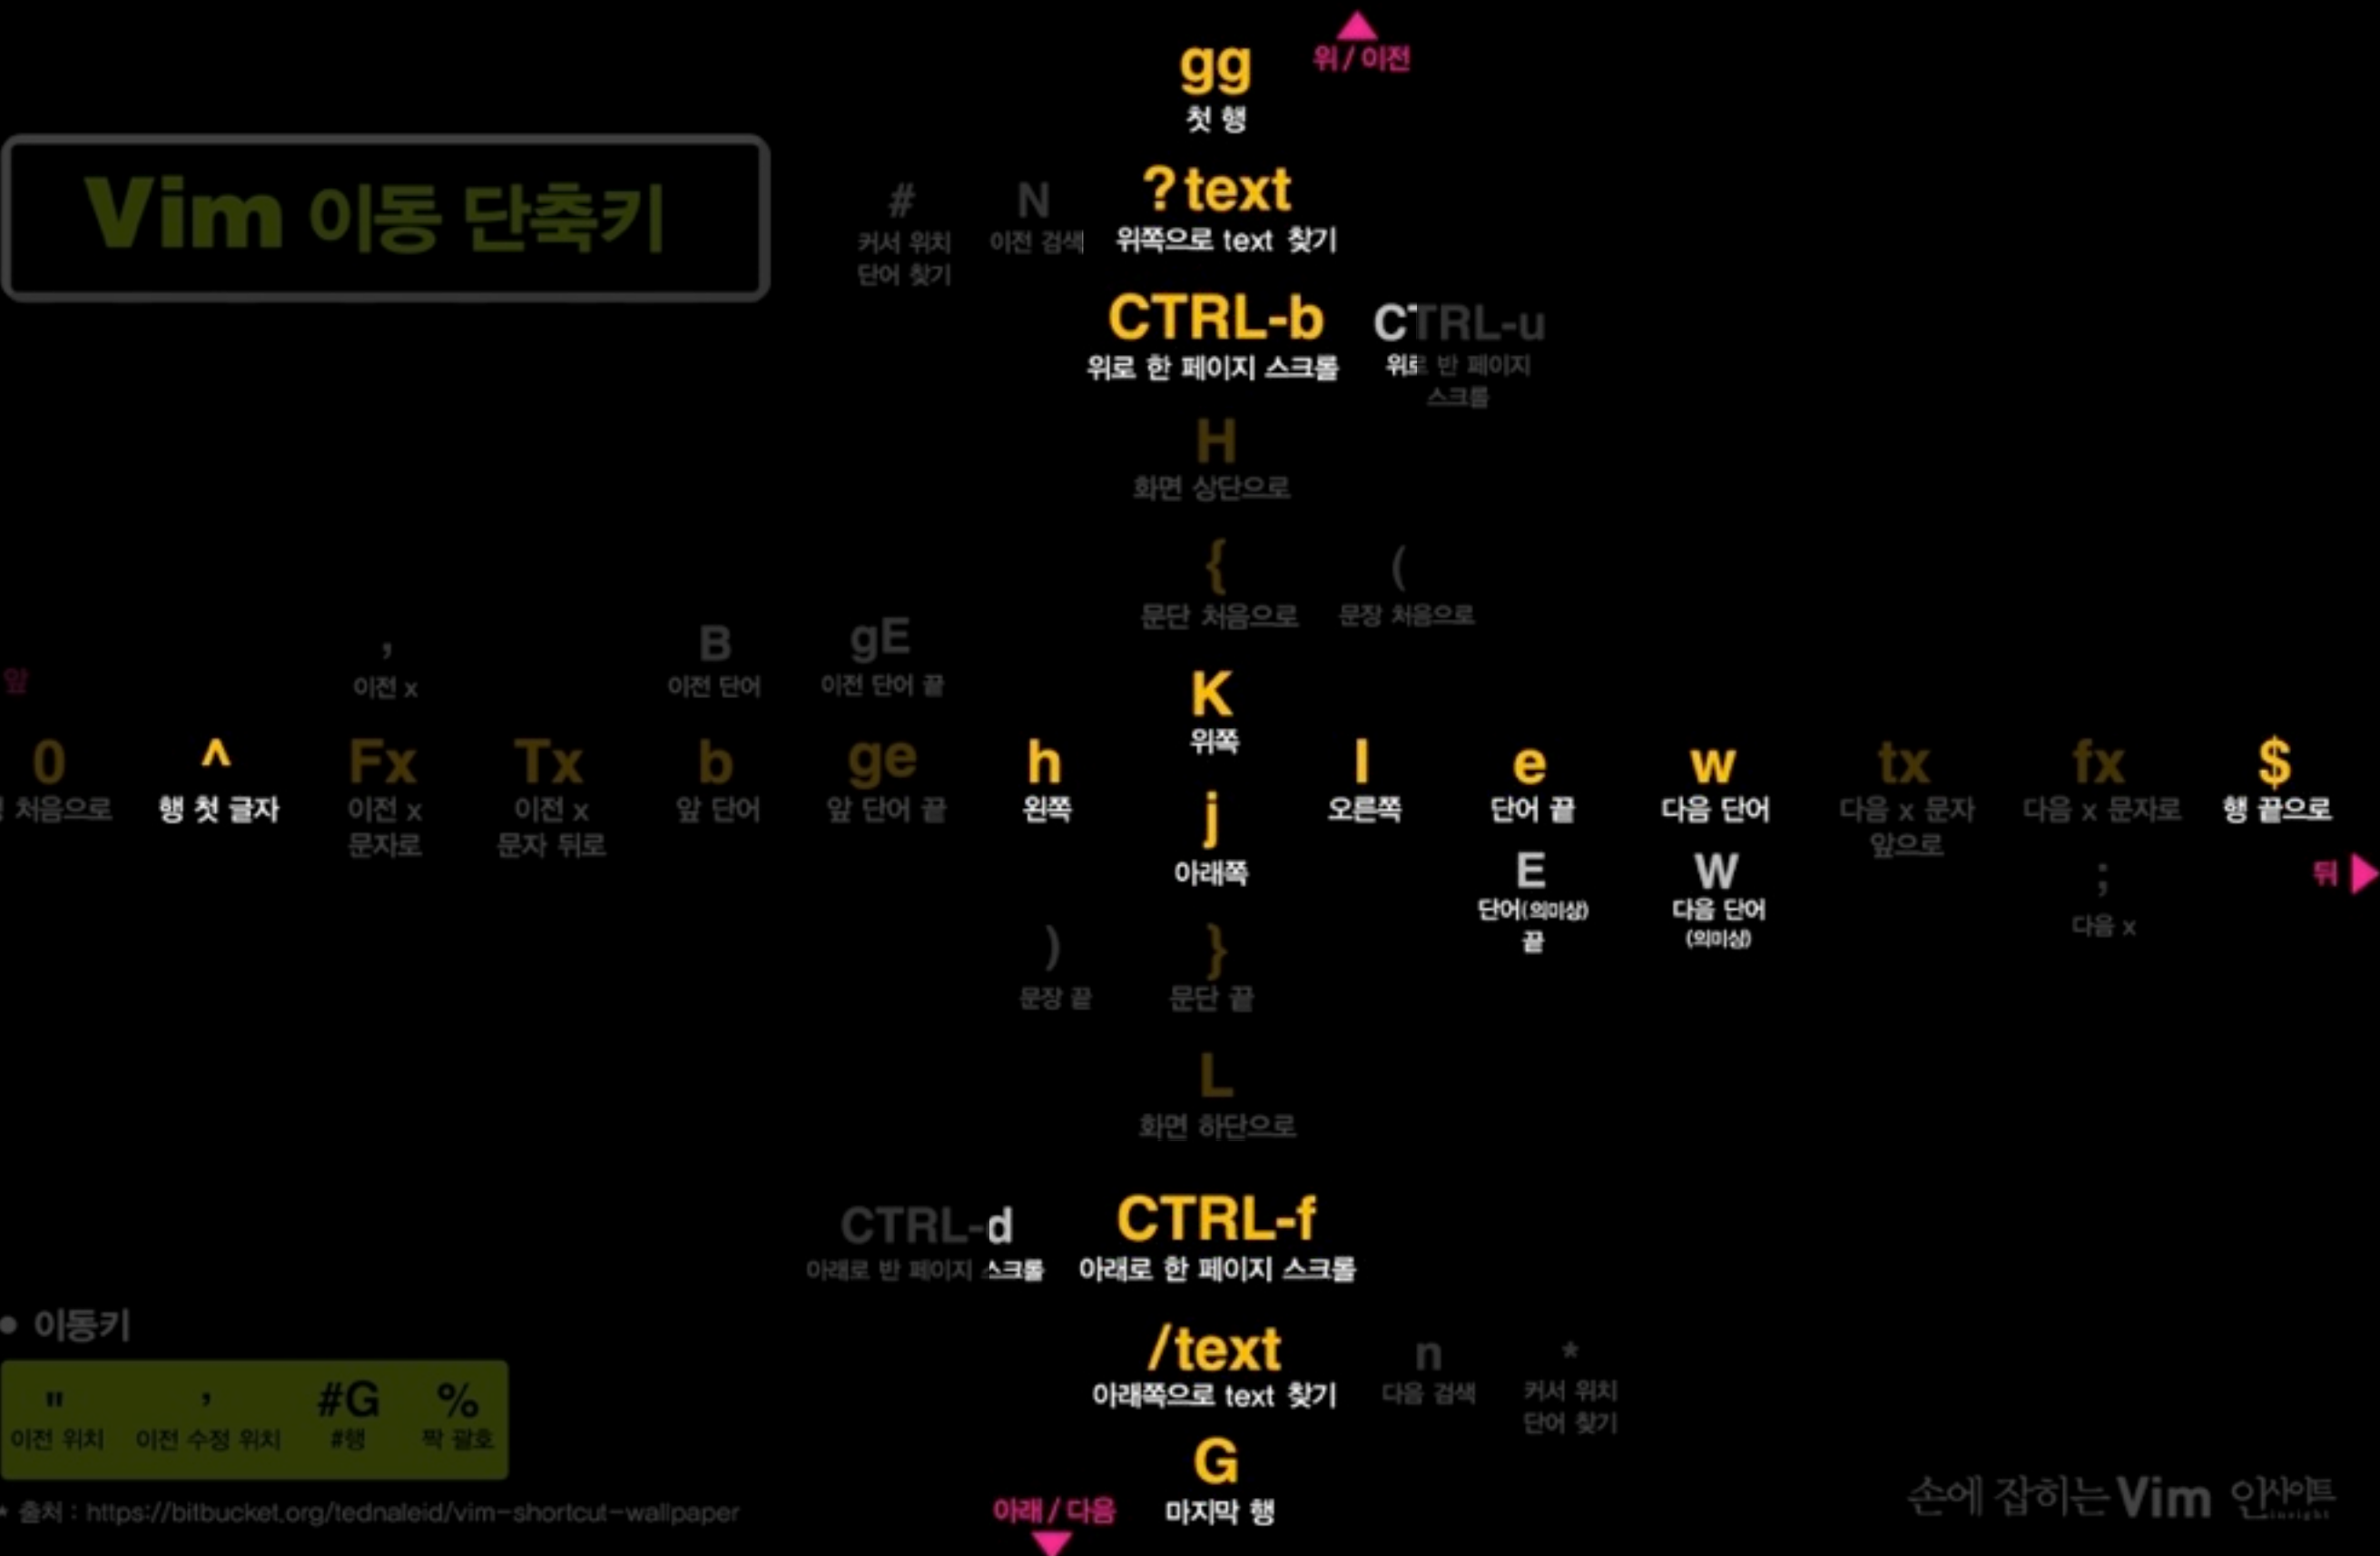 위 / 이전
gg
첫 행
Vim 이동 단축키
# N ?text
커서 위치 이전 검색 위쪽으로 text 찾기
단어 찾기
CTRL-b CTRL-u
위로 한 페이지 스크롤 위로 반 페이지
스크롤
H
화면 상단으로
{ (
문단 처음으로 문장 처음으로
, B gE
앞 이전 x 이전 단어 이전 단어 끝
K
위쪽
0 ^ Fx Tx b ge h l e w tx fx $
처음으로 행 첫 글자 이전 x 이전 x 앞 단어 앞 단어 끝 왼쪽 오른쪽 단어 끝 다음 단어 다음 x 문자 다음 x 문자로 행 끝으로
문자로 문자 뒤로 앞으로
j
아래쪽
E W ; 뒤
단어(의미상) 다음 단어 다음 x
끝 (의미상)
) }
문장 끝 문단 끝
L
화면 하단으로
CTRL-d CTRL-f
아래로 반 페이지 스크롤 아래로 한 페이지 스크롤
• 이동키
/text n *
아래쪽으로 text 찾기 다음 검색 커서 위치
단어 찾기
" , #G %
이전 위치 이전 수정 위치 #행 짝 괄호
G
아래 / 다음 마지막 행
* 출처 : https://bitbucket.org/tednaleid/vim-shortcut-wallpaper
손에 잡히는 Vim 인사이트
insight